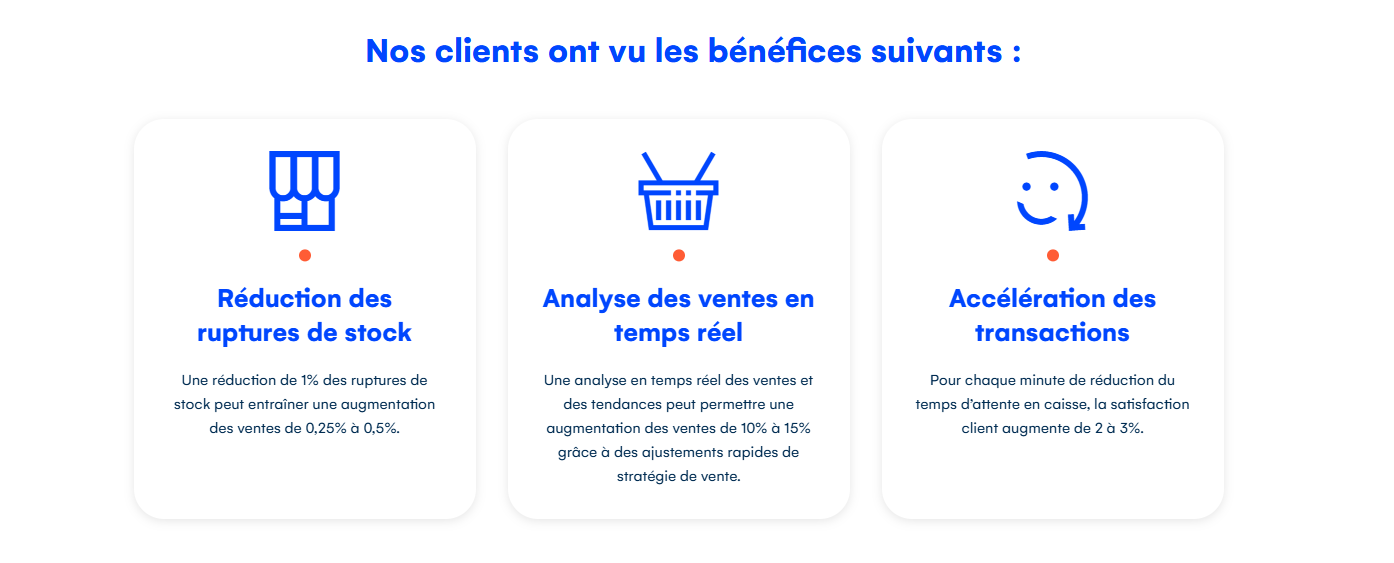 Nos clients ont vu les bénéfices suivants :
Réduction des
ruptures de stock
Une réduction de 1% des ruptures de
stock peut entraîner une augmentation
des ventes de 0,25% à 0,5%.
Analyse des ventes en
temps réel
Une analyse en temps réel des ventes et
des tendances peut permettre une
augmentation des ventes de 10% à 15%
grâce à des ajustements rapides de
stratégie de vente.
Accélération des
transactions
Pour chaque minute de réduction du
temps d’attente en caisse, la satisfaction
client augmente de 2 à 3%.